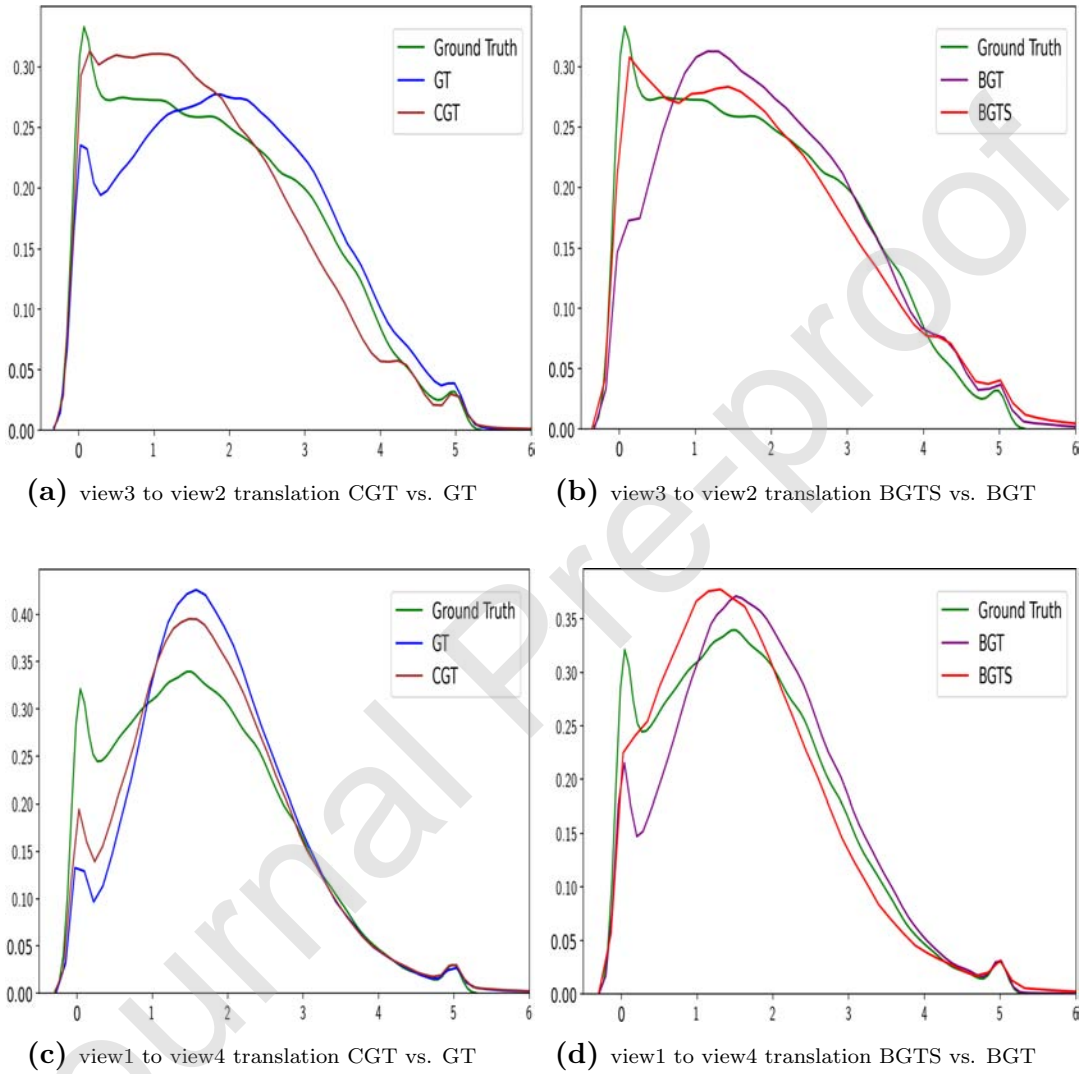 0.30
0.25
0.20
0.15
0.10
0.05
0.00
0 1 2 3 4 5 6
Ground Truth
GT
CGT
(a) view3 to view2 translation CGT vs. GT
0.30
0.25
0.20
0.15
0.10
0.05
0.00
0 1 2 3 4 5 6
Ground Truth
BGT
BGTS
(b) view3 to view2 translation BGTS vs. BGT
0.40
0.35
0.30
0.25
0.20
0.15
0.10
0.05
0.00
0 1 2 3 4 5 6
Ground Truth
GT
CGT
(c) view1 to view4 translation CGT vs. GT
0.35
0.30
0.25
0.20
0.15
0.10
0.05
0.00
0 1 2 3 4 5 6
Ground Truth
BGT
BGTS
(d) view1 to view4 translation BGTS vs. BGT
ournal Pre-proof